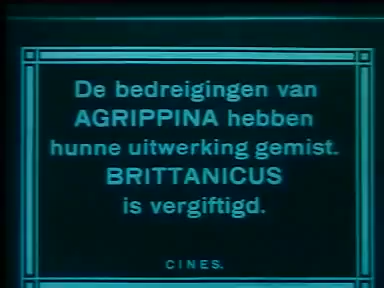 De bedreigingen van
AGRIPPINA hebben
hunne uitwerking gemist.
BRITTANICUS
is vergiftigd.
CINES.